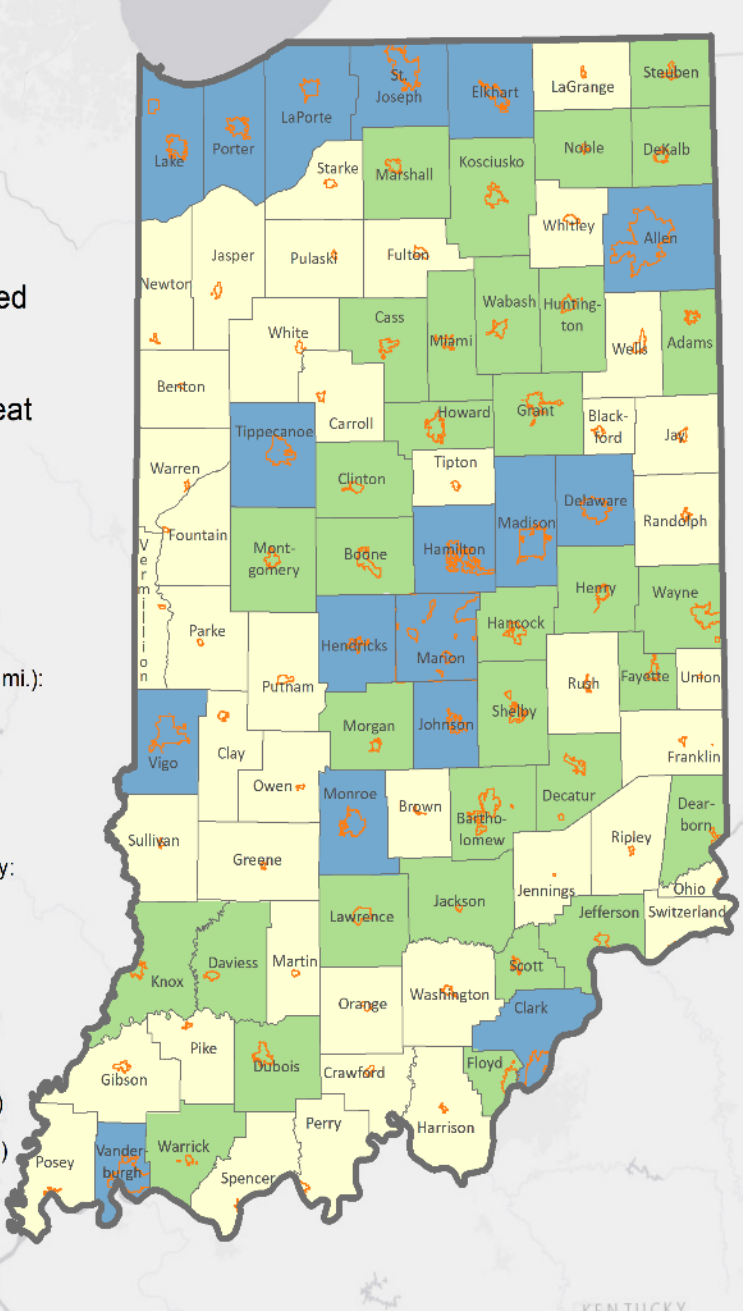 St.
Joseph
Elkhart
LaGrange
Steuben
LaPorte
Lake
Porter
Starke
Marshall
Kosciusko
Noble
DeKalb
Whitley
Allen
Newton
Jasper
Pulaski
Fulton
ed
Wabash
Hunting-
ton
White
Cass
Miami
Wells
Adams
Benton
eat
Carroll
Howard
Grant
Black-
ford
Jay
Tippecanoe
Warren
Clinton
Tipton
Delaware
Madison
Randolph
Fountain
Vermillion
Mont-
gomery
Boone
Hamilton
Henry
Wayne
Parke
Hendricks
Marion
Hancock
mi.):
Putnam
Rush
Fayette
Union
Morgan
Johnson
Shelby
Vigo
Clay
Franklin
Owen
Monroe
Brown
Bartho-
lomew
Decatur
Dear-
born
Sullivan
Greene
Ripley
y:
Jennings
Ohio
Lawrence
Jackson
Jefferson
Switzerland
Knox
Daviess
Martin
Scott
Orange
Washington
Clark
Pike
Gibson
Dubois
Crawford
Floyd
)
Perry
Harrison
)
Posey
Vander-
burgh
Warrick
Spencer
KENTUCKY